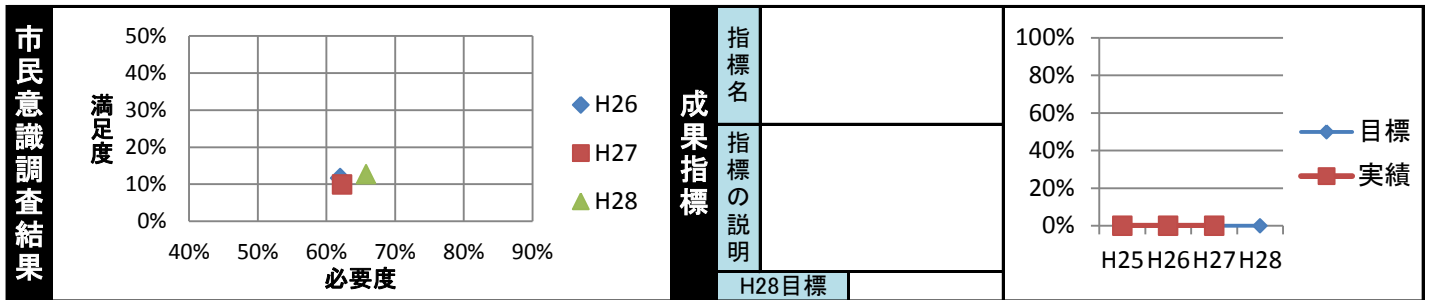 市民意識調査結果
満足度
50%
40%
30%
20%
10%
0%
40% 50% 60% 70% 80% 90%
必要度
H26
H27
H28
成果指標
指標名
指標の説明
H28目標
100%
80%
60%
40%
20%
0%
H25 H26 H27 H28
目標
実績